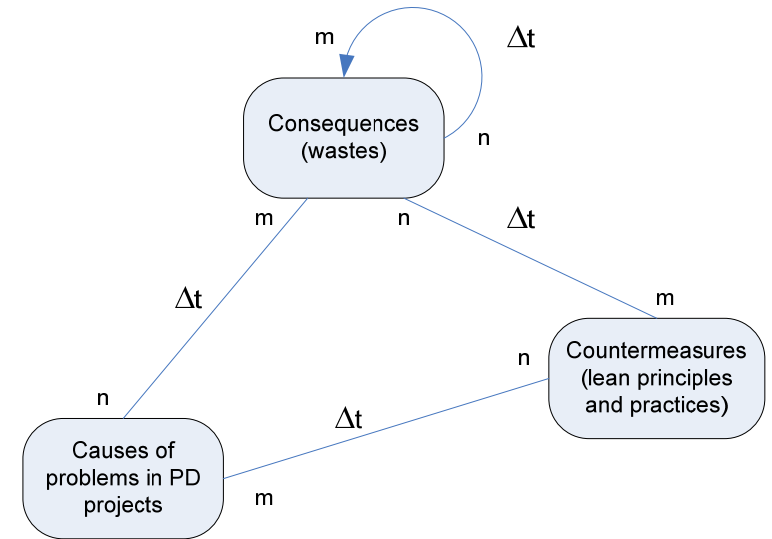 m
Δt
Consequences
(wastes)
n
m
n
Δt
Δt
m
Countermeasures
(lean principles
and practices)
n
n
Δt
Causes of
problems in PD
projects
m